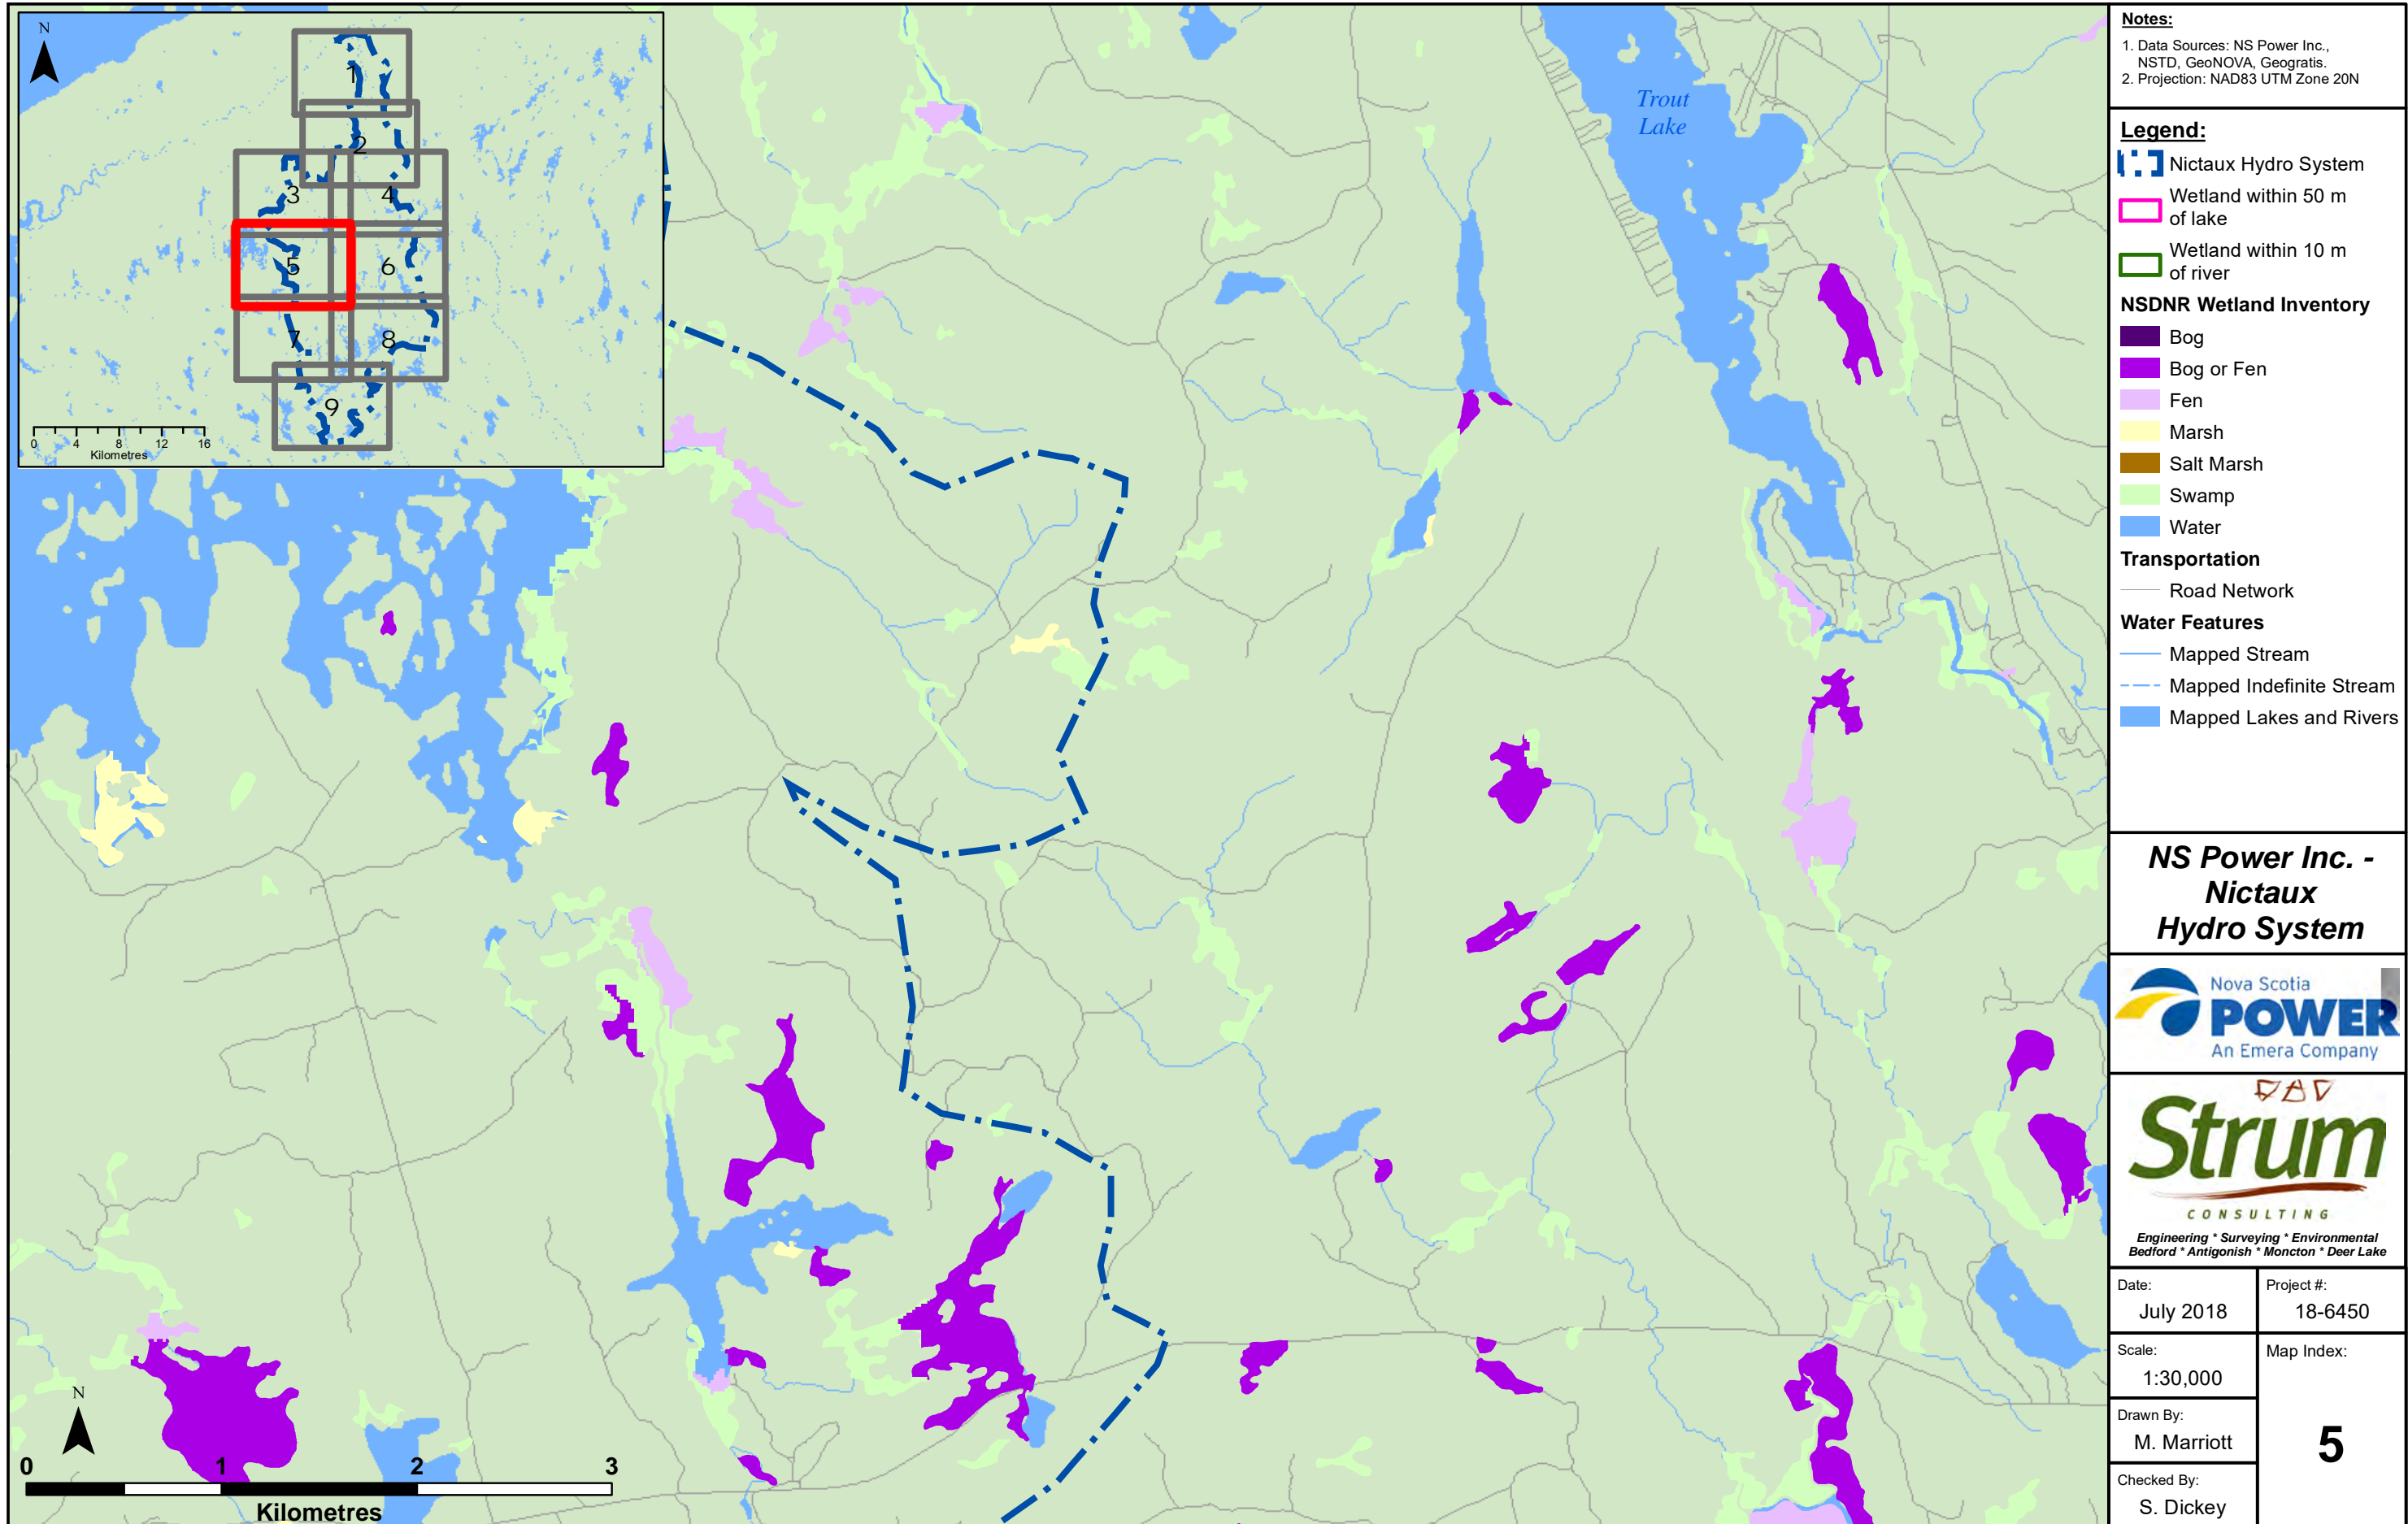 N
1
2
3
4
5
6
7
8
9
0 4 8 12 16
Kilometres
Trout
Lake
N
0 1 2 3
Kilometres
Notes:
1. Data Sources: NS Power Inc.,
NSTD, GeoNOVA, Geogratis.
2. Projection: NAD83 UTM Zone 20N
Legend:
Nictaux Hydro System
Wetland within 50 m
of lake
Wetland within 10 m
of river
NSDNR Wetland Inventory
Bog
Bog or Fen
Fen
Marsh
Salt Marsh
Swamp
Water
Transportation
Road Network
Water Features
Mapped Stream
Mapped Indefinite Stream
Mapped Lakes and Rivers
NS Power Inc. -
Nictaux
Hydro System
Nova Scotia
POWER
An Emera Company
Strum
CONSULTING
Engineering * Surveying * Environmental
Bedford * Antigonish * Moncton * Deer Lake
Date:
July 2018
Project #:
18-6450
Scale:
1:30,000
Map Index:
5
Drawn By:
M. Marriott
Checked By:
S. Dickey